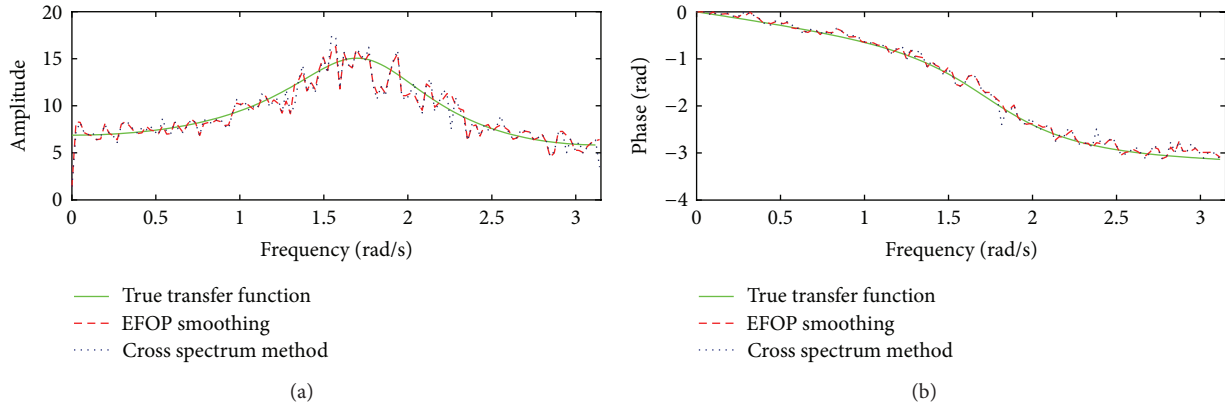 20
15
10
5
0
Amplitude
0
0.5
1
1.5
2
2.5
3
Frequency (rad/s)
True transfer function
EFOP smoothing
Cross spectrum method
(a)
0
−1
−2
−3
−4
Phase (rad)
0
0.5
1
1.5
2
2.5
3
Frequency (rad/s)
True transfer function
EFOP smoothing
Cross spectrum method
(b)